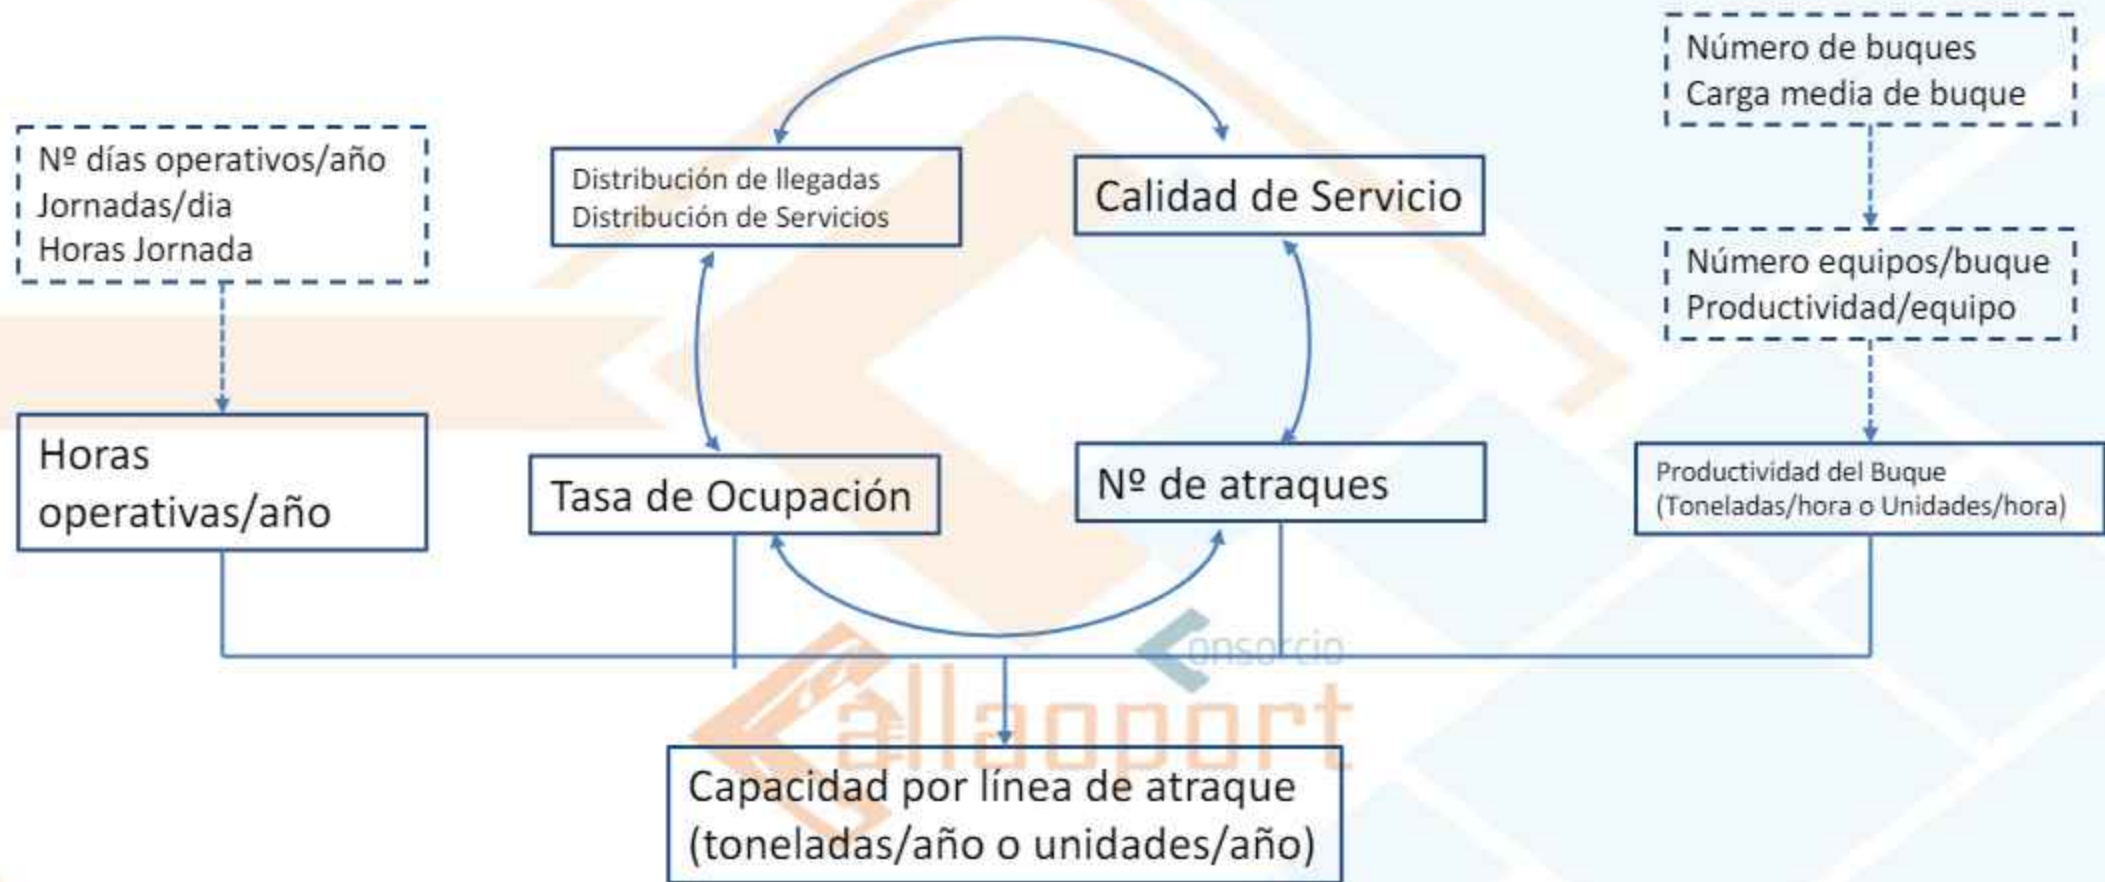 Número de buques
Carga media de buque
Nº días operativos/año
Jornadas/dia
Horas Jornada
Distribución de llegadas
Distribución de Servicios
Calidad de Servicio
Número equipos/buque
Productividad/equipo
Horas
operativas/año
Tasa de Ocupación
Nº de atraques
Productividad del Buque
(Toneladas/hora o Unidades/hora)
Consorcio
Callaoport
Capacidad por línea de atraque
(toneladas/año o unidades/año)